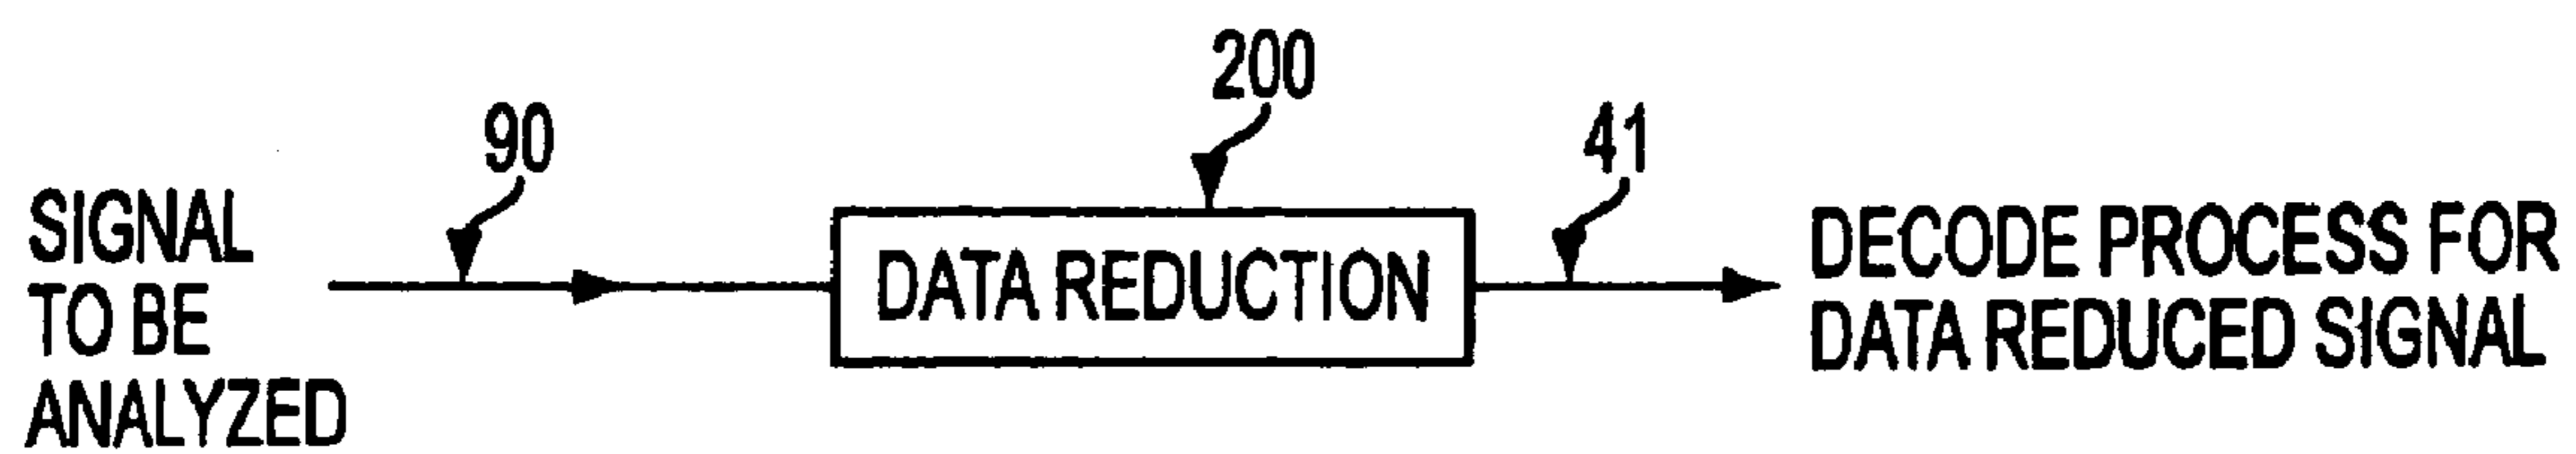 200
90
41
SIGNAL
TO BE
ANALYZED
DATA REDUCTION
DECODE PROCESS FOR
DATA REDUCED SIGNAL